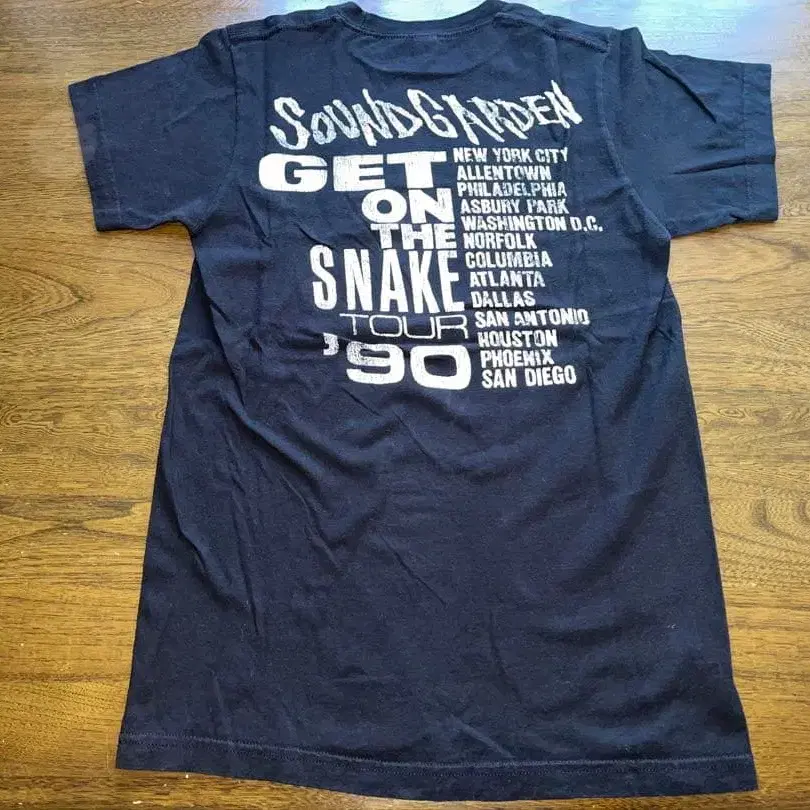 SOUNDGARDEN
GET
ON
THE
SNAKE
TOUR
'90
NEW YORK CITY
ALLENTOWN
PHILADELPHIA
ASBURY PARK
WASHINGTON D.C.
NORFOLK
COLUMBIA
ATLANTA
DALLAS
SAN ANTONIO
HOUSTON
PHOENIX
SAN DIEGO